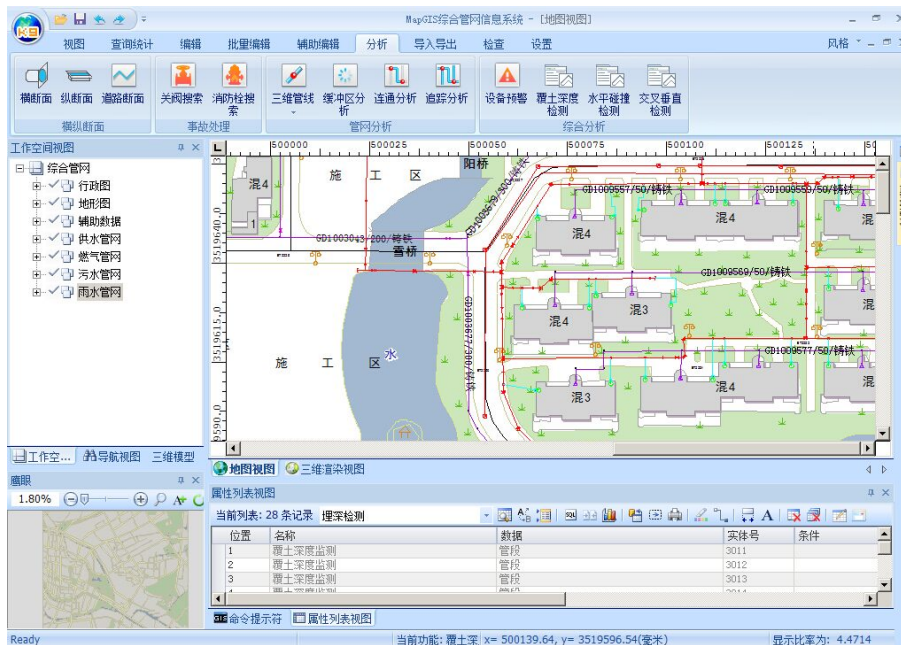 K9
MapGIS综合管网信息系统 - [地图视图]
视图 查询统计 编辑 批里编辑 辅助编辑 分析 导入导出 检查 设置 风格
横断面 纵断面 道路断面 关阀搜索 消防栓搜索 三维管线 缓冲区分析 连通分析 追踪分析 设备预警 覆土深度检测 水平碰撞检测 交叉垂直检测
横纵断面 事故处理 管网分析 综合分析
工作空间视图
综合管网
行政图
地形图
辅助数据
供水管网
燃气管网
污水管网
雨水管网
工作空... 导航视图 三维模型
鹰眼
1.80%
L 500000 500025 500050 500075 500100 500125
3519640.0
3519615.0
阳桥
施 工 区
混4
1
GD1003043/200/铸铁
雪桥
GD1009557/50/铸铁
混4
混4
GD1009569/50/铸铁
混4
混3
施 工 区
水
GD1003677/300/铸铁
GD1009577/50/铸铁
混3
混4
地图视图 三维渲染视图
属性列表视图
当前列表: 28 条记录 埋深检测
SQL
位置 名称 数据 实体号 条件
1 覆土深度监测 管段 3011
2 覆土深度监测 管段 3012
3 覆土深度监测 管段 3013
命令提示符 属性列表视图
Ready 当前功能: 覆土深 x= 500139.64, y= 3519596.54(毫米) 显示比率为: 4.4714